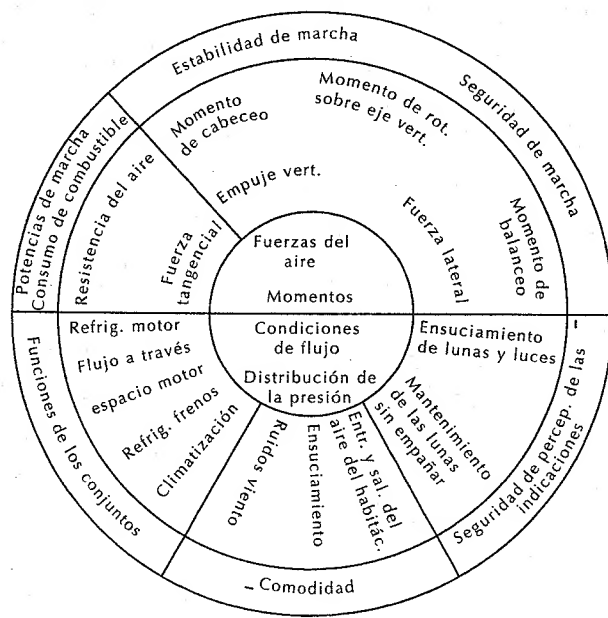 Estabilidad de marcha
Seguridad de marcha
Potencias de marcha
Consumo de combustible
Momento
de cabeceo
Momento de rot.
sobre eje vert.
Resistencia del aire
Fuerza
tangencial
Empuje vert.
Fuerza lateral
Momento de
balanceo
Fuerzas del
aire
Momentos
Condiciones
de flujo
Distribución de
la presión
Refrig. motor
Flujo a través
espacio motor
Refrig. frenos
Climatización
Funciones de los conjuntos
Ruidos viento
Ensuciamiento
Entr. y sal. del
aire del habitác.
– Comodidad
Ensuciamiento
de lunas y luces
Mantenimiento
de las lunas
sin empañar
Seguridad de percep. de las –
indicaciones